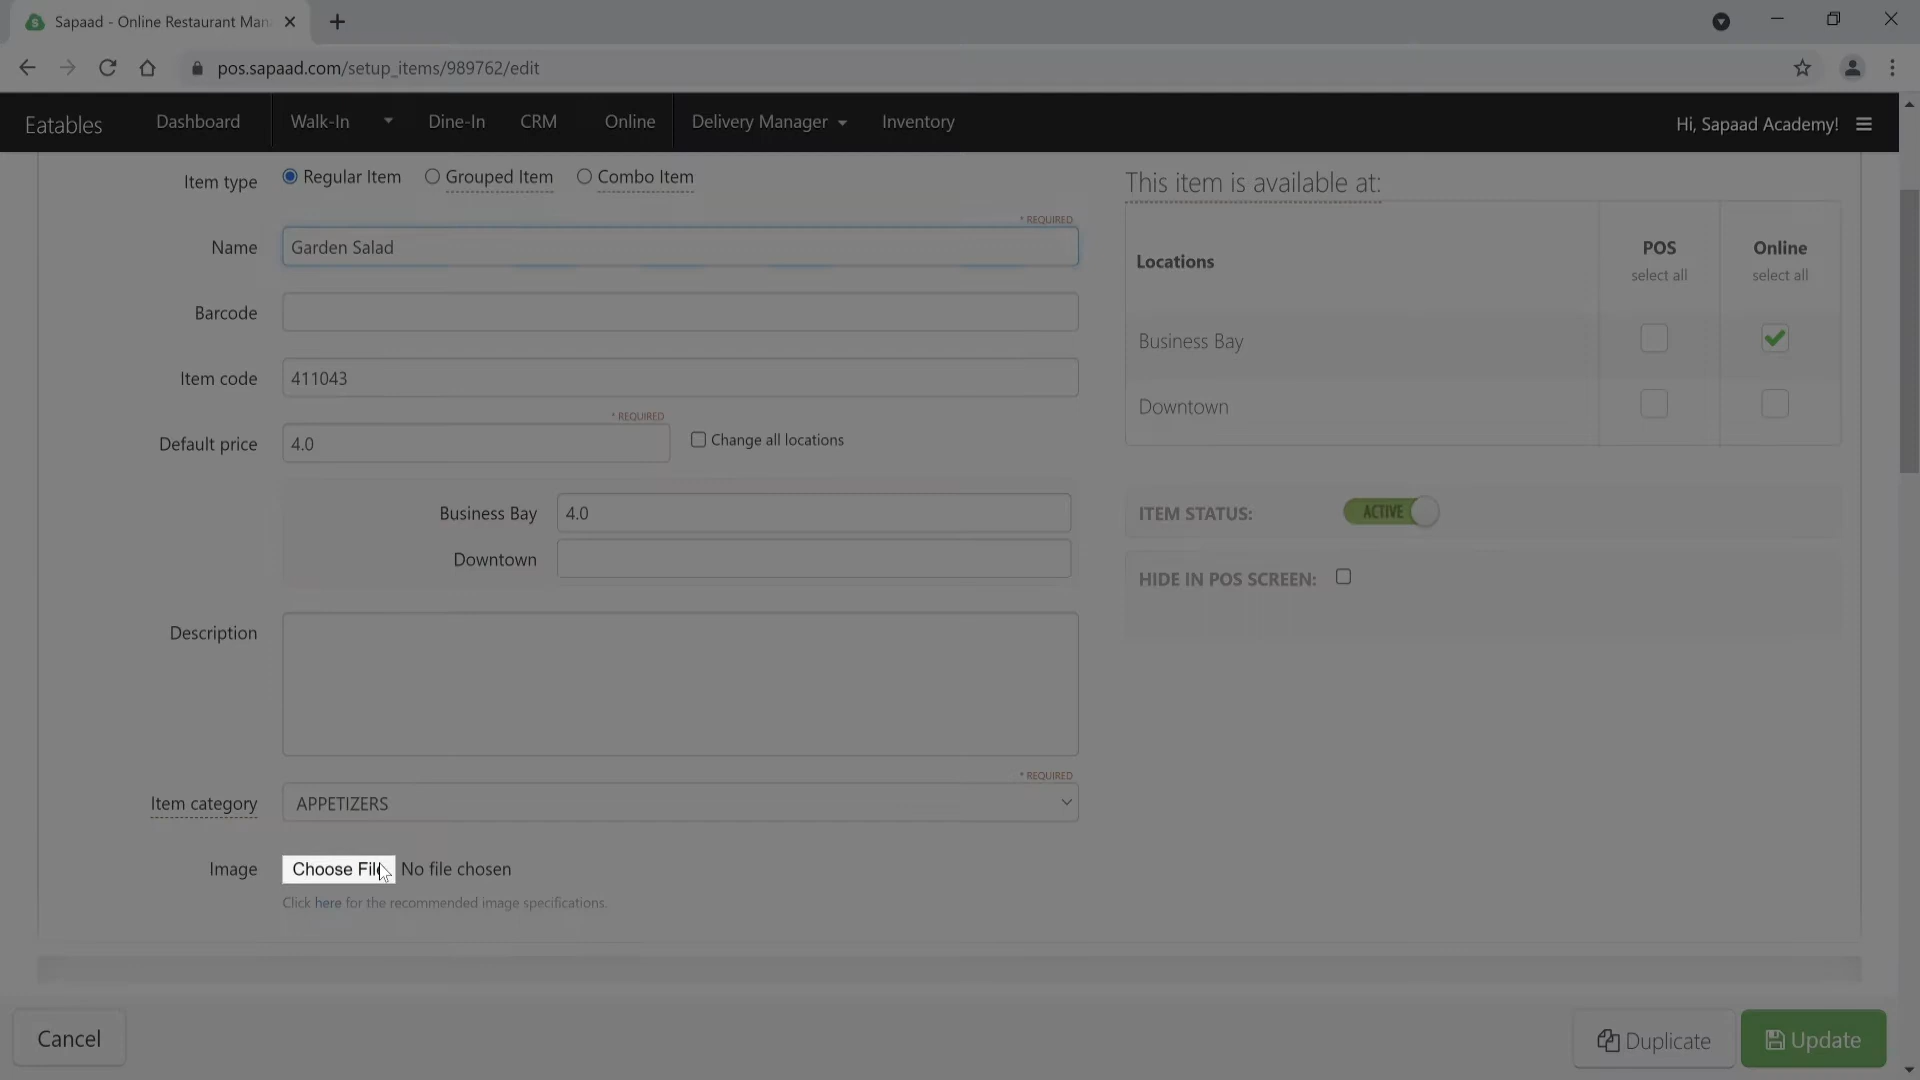 Sapaad - Online Restaurant Man
pos.sapaad.com/setup_items/989762/edit
Eatables
Dashboard
Walk-In
Dine-In
CRM
Online
Delivery Manager
Inventory
Hi, Sapaad Academy!
Item type
Regular Item
Grouped Item
Combo Item
This item is available at:
* REQUIRED
Name
Garden Salad
Locations
POS
select all
Online
select all
Barcode
Business Bay
Item code
411043
Downtown
* REQUIRED
Default price
4.0
Change all locations
Business Bay
4.0
ITEM STATUS:
ACTIVE
Downtown
HIDE IN POS SCREEN:
Description
* REQUIRED
Item category
APPETIZERS
Image
Choose File
No file chosen
Click here for the recommended image specifications.
Cancel
Duplicate
Update